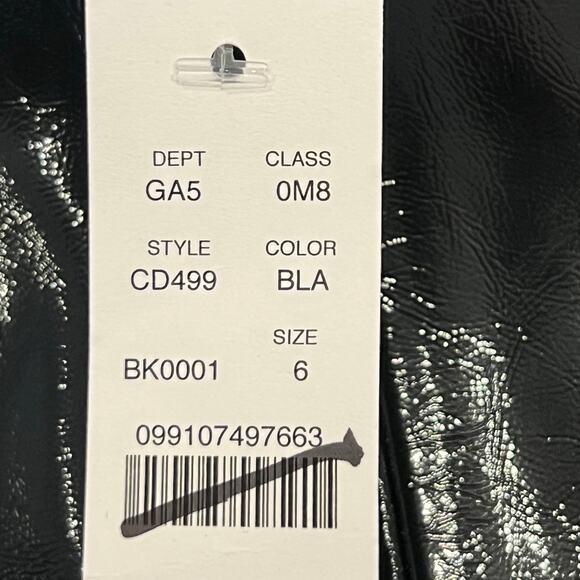 DEPT CLASS
GA5 0M8
STYLE COLOR
CD499 BLA
SIZE
BK0001 6
099107497663